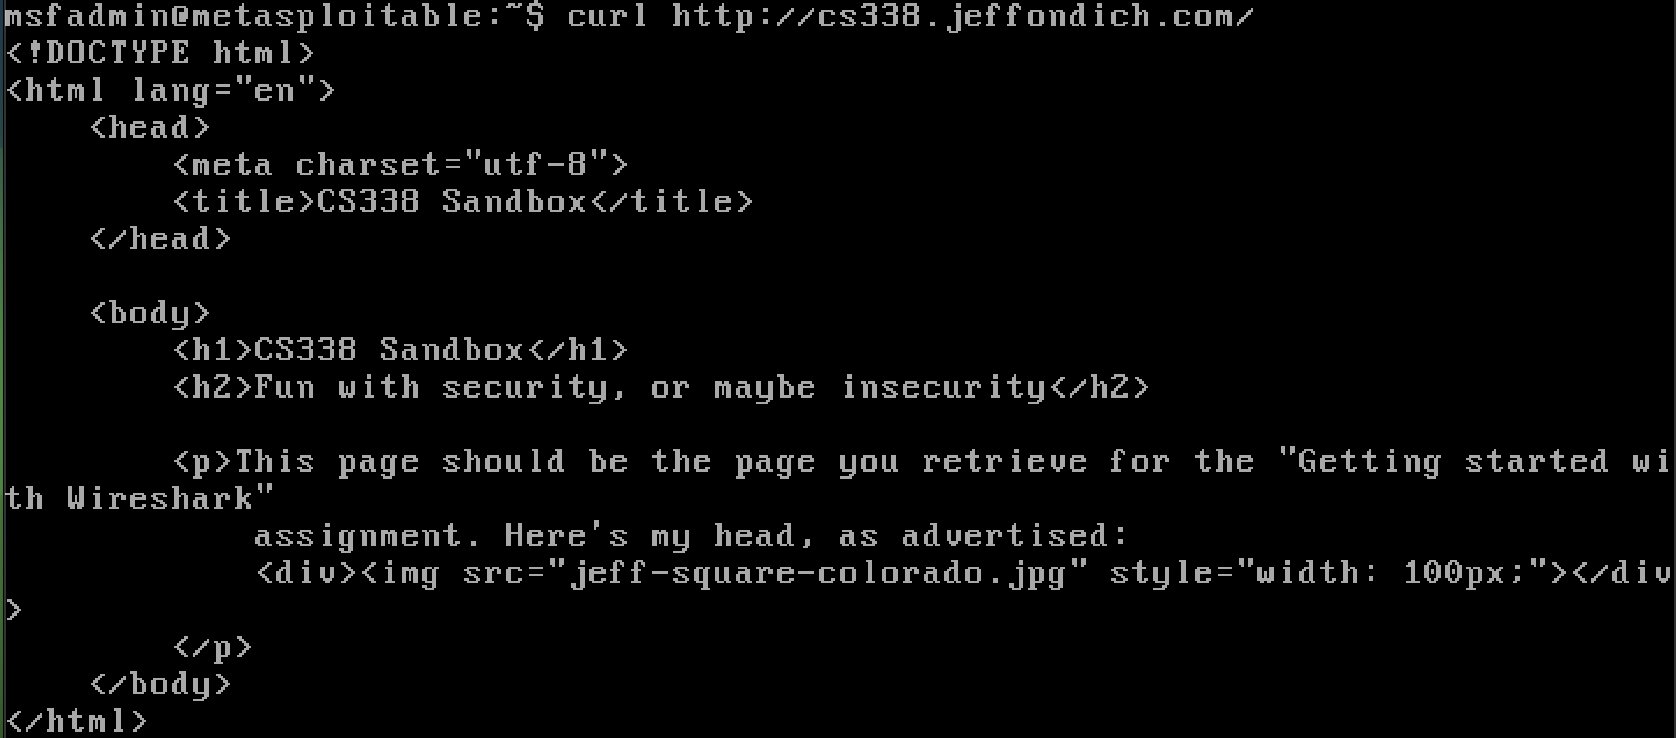 msfadmin@metasploitable:~$ curl http://cs338.jeffondich.com/
<!DOCTYPE html>
<html lang="en">
    <head>
        <meta charset="utf-8">
        <title>CS338 Sandbox</title>
    </head>

    <body>
        <h1>CS338 Sandbox</h1>
        <h2>Fun with security, or maybe insecurity</h2>

        <p>This page should be the page you retrieve for the "Getting started wi
th Wireshark"
            assignment. Here's my head, as advertised:
            <div><img src="jeff-square-colorado.jpg" style="width: 100px;"></div
>
        </p>
    </body>
</html>